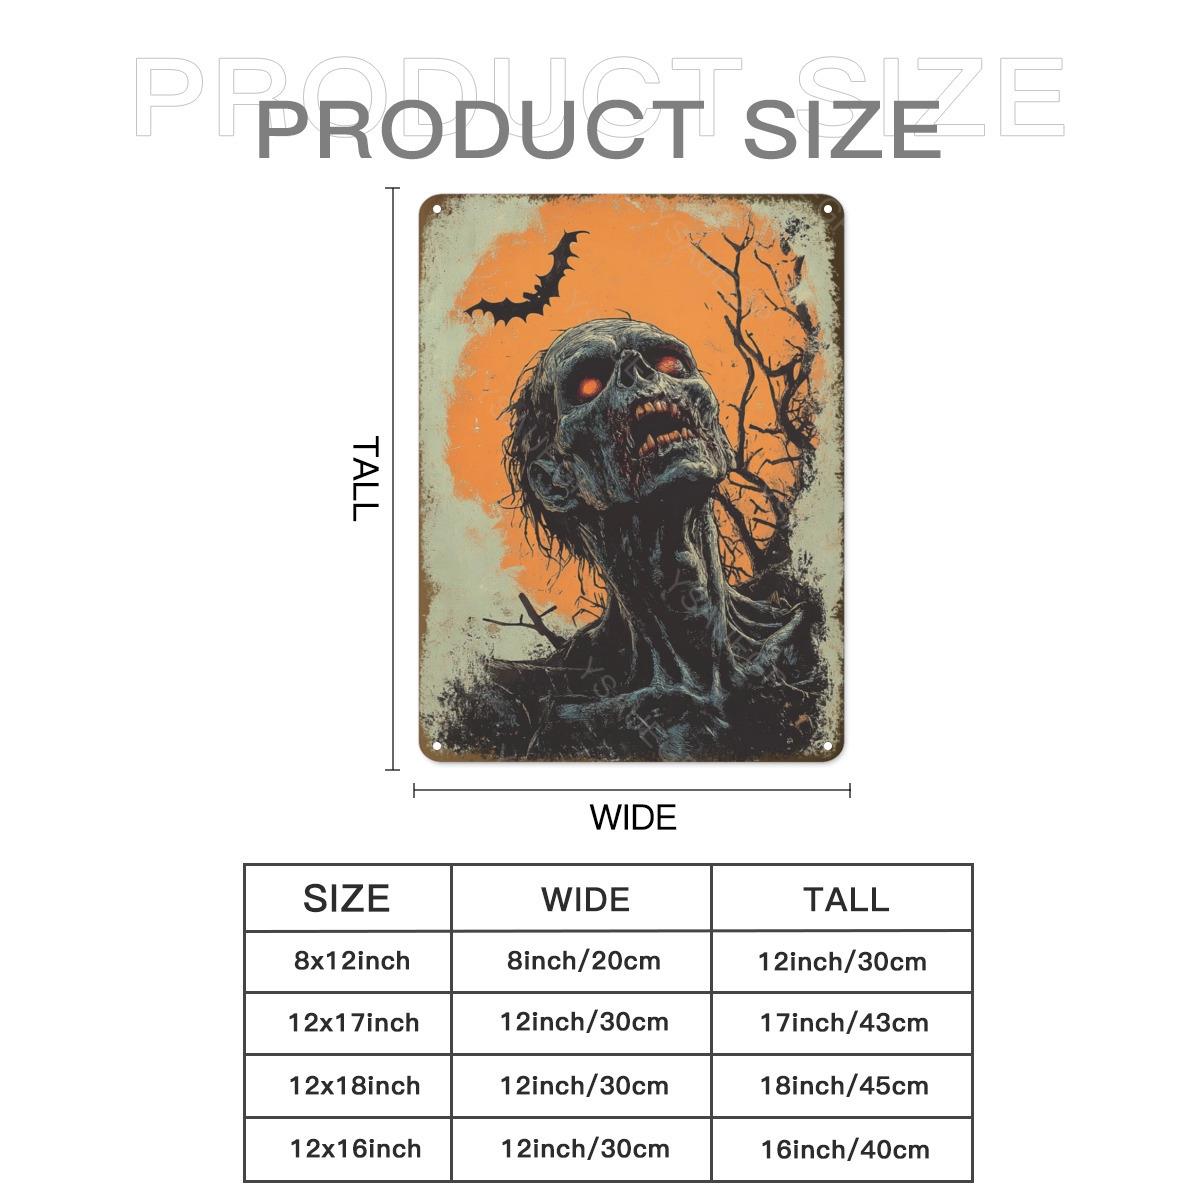 PRODUCT SIZE
PRODUCT SIZE
TALL
WIDE
SIZE WIDE TALL
8x12inch 8inch/20cm 12inch/30cm
12x17inch 12inch/30cm 17inch/43cm
12x18inch 12inch/30cm 18inch/45cm
12x16inch 12inch/30cm 16inch/40cm